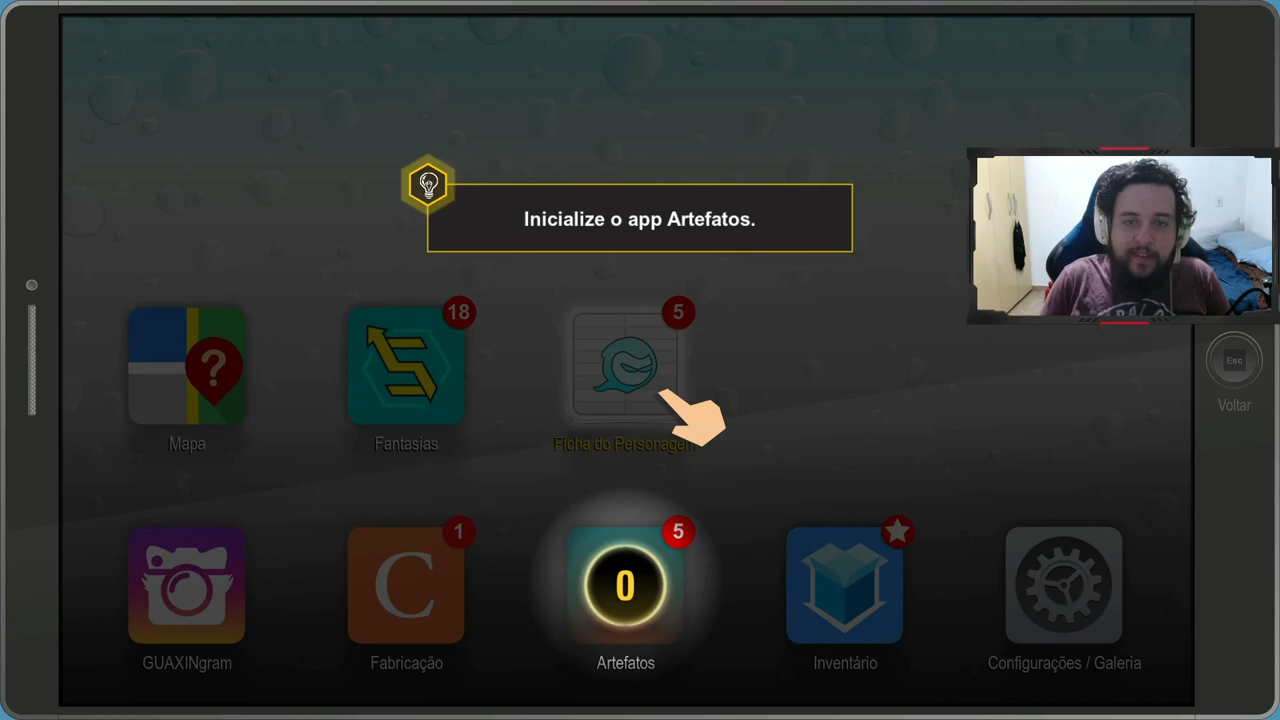 Inicialize o app Artefatos.
18
5
?
Mapa
Fantasias
Ficha do Personagem
Esc
Voltar
1
5
C
0
GUAXINgram
Fabricação
Artefatos
Inventário
Configurações / Galeria